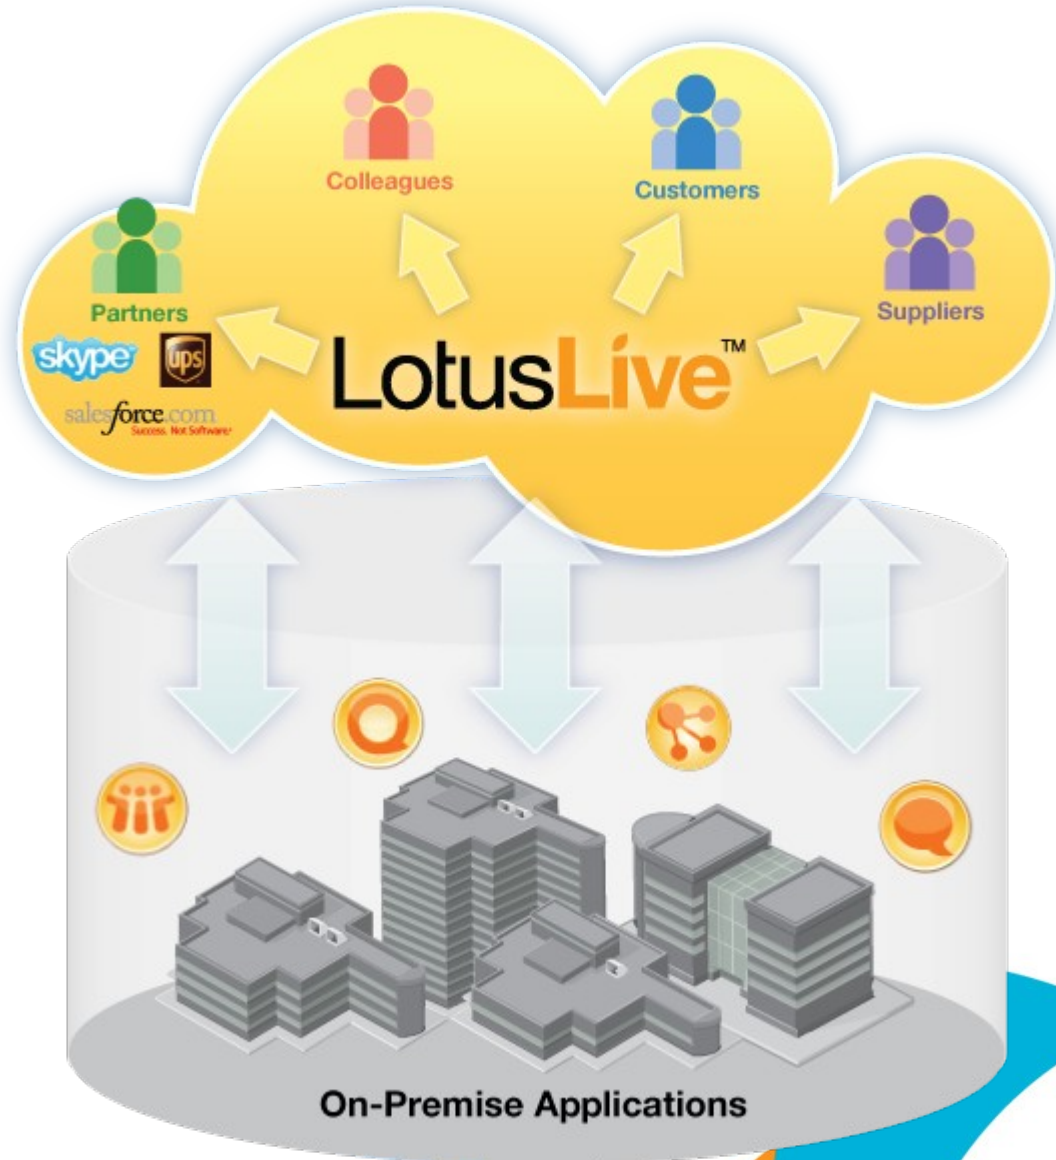 Colleagues
Customers
Partners
Suppliers
skype
ups
salesforce.com
Success. Not Software.
LotusLive™
On-Premise Applications